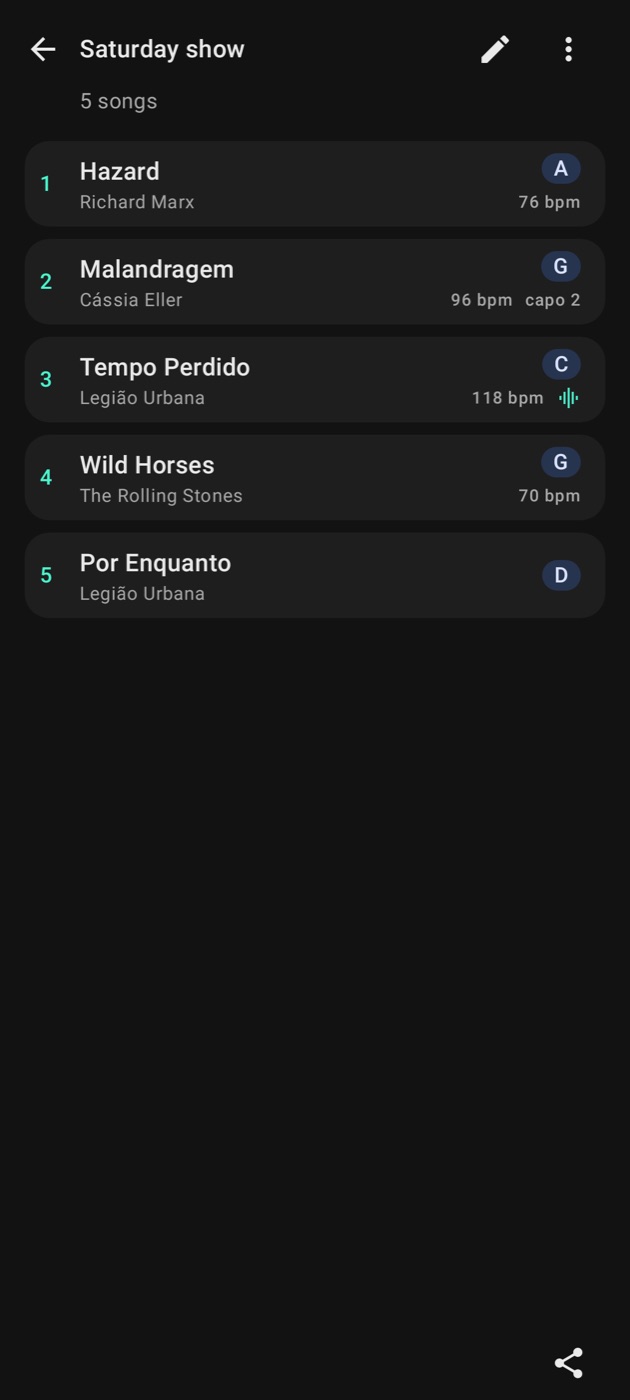 Saturday show
5 songs
1
Hazard
A
Richard Marx
76 bpm
2
Malandragem
G
Cássia Eller
96 bpm capo 2
3
Tempo Perdido
C
Legião Urbana
118 bpm
4
Wild Horses
G
The Rolling Stones
70 bpm
5
Por Enquanto
D
Legião Urbana